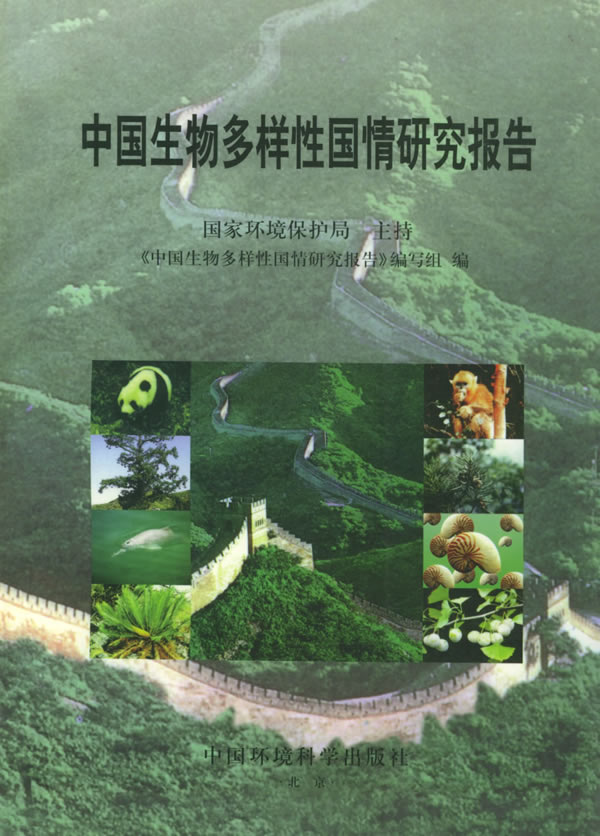 中国生物多样性国情研究报告
国家环境保护局 主持
《中国生物多样性国情研究报告》编写组 编
中国环境科学出版社
·北京·